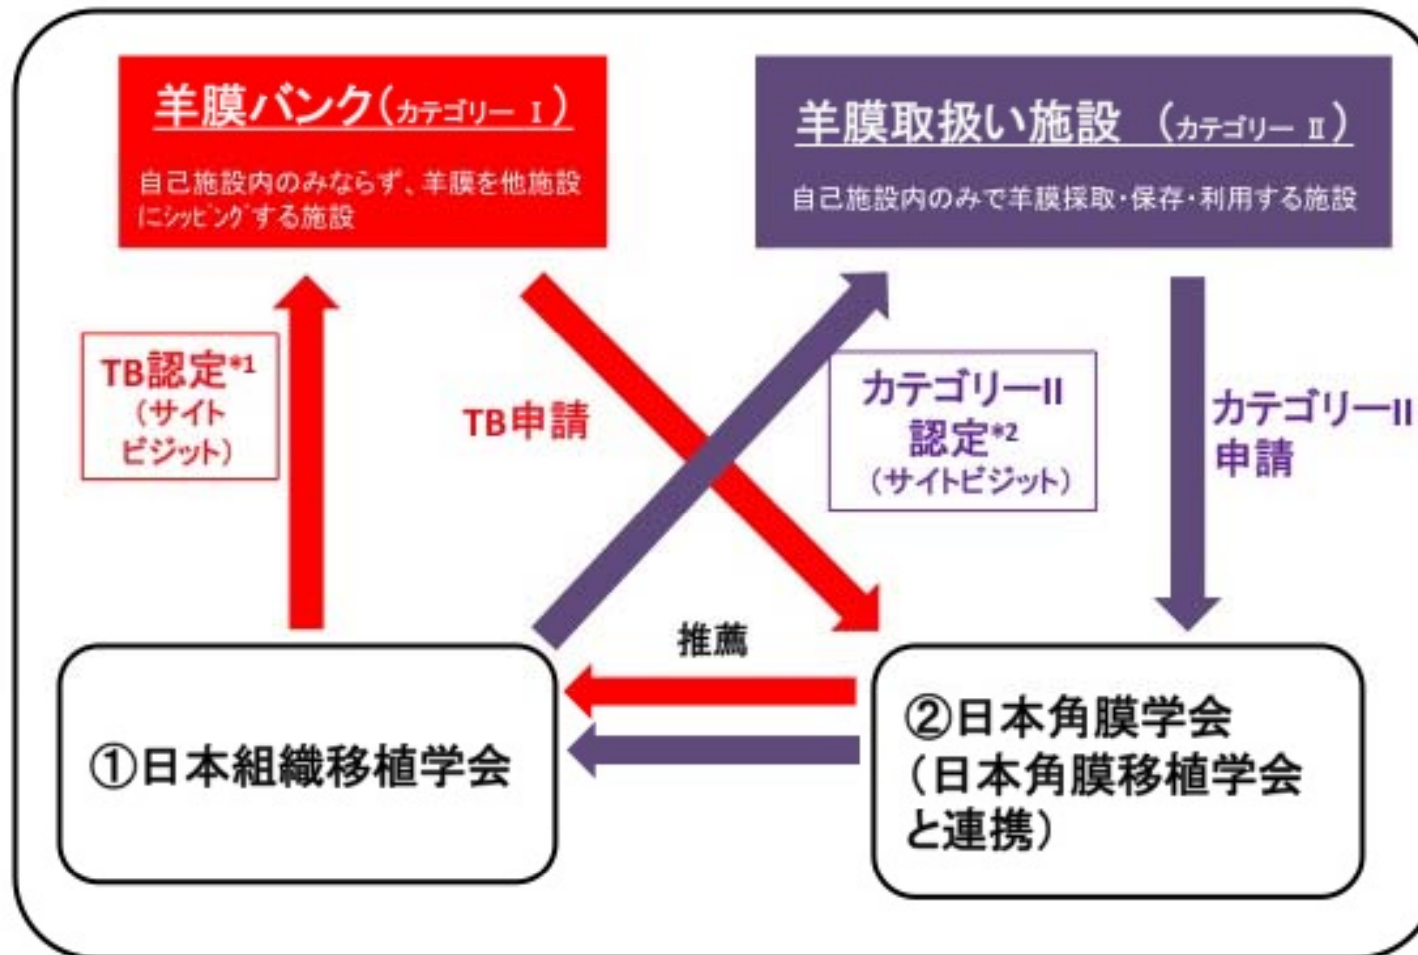 羊膜バンク(カテゴリー Ⅰ)
自己施設内のみならず、羊膜を他施設
にｼｯﾋﾟﾝｸﾞする施設
羊膜取扱い施設 (カテゴリー Ⅱ)
自己施設内のみで羊膜採取・保存・利用する施設
TB認定*1
(サイト
ビジット)
TB申請
カテゴリーII
認定*2
(サイトビジット)
カテゴリーII
申請
推薦
①日本組織移植学会
②日本角膜学会
(日本角膜移植学会
と連携)